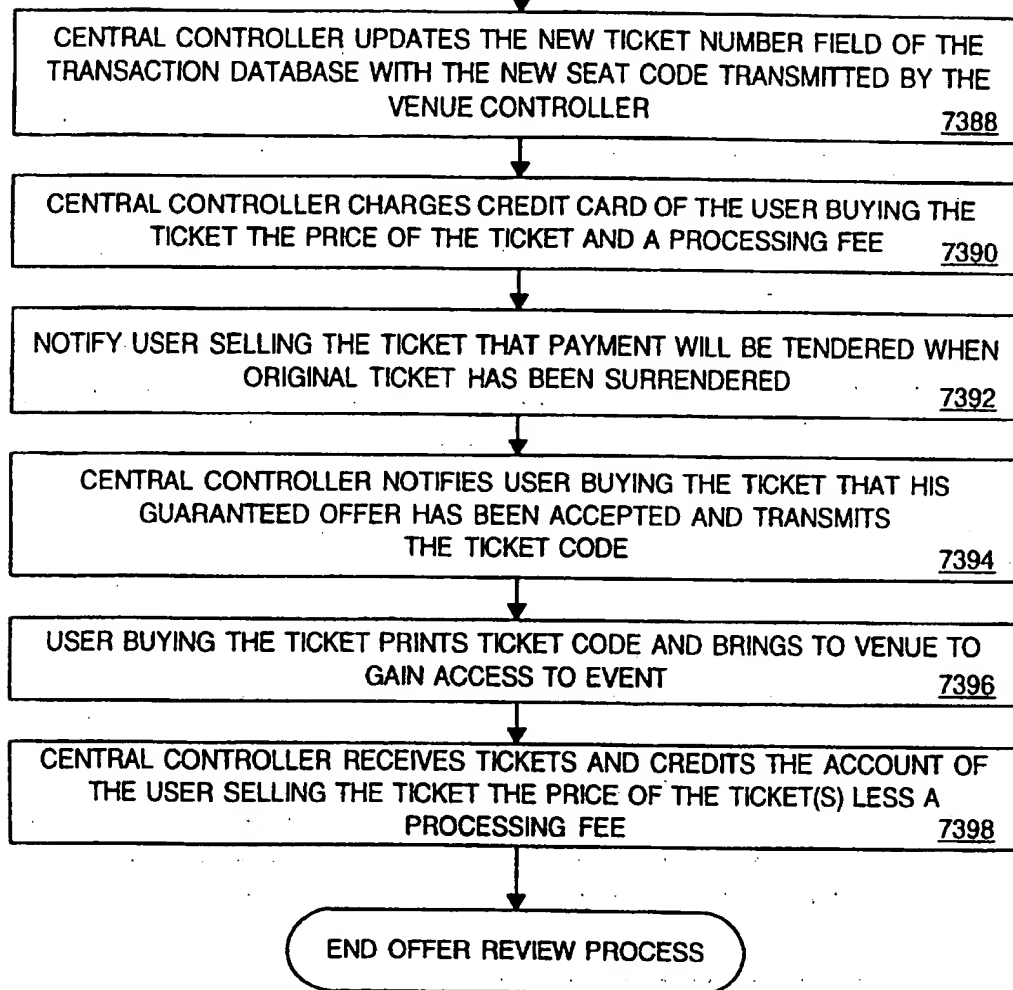 CENTRAL CONTROLLER UPDATES THE NEW TICKET NUMBER FIELD OF THE
TRANSACTION DATABASE WITH THE NEW SEAT CODE TRANSMITTED BY THE
VENUE CONTROLLER
7388
CENTRAL CONTROLLER CHARGES CREDIT CARD OF THE USER BUYING THE
TICKET THE PRICE OF THE TICKET AND A PROCESSING FEE
7390
NOTIFY USER SELLING THE TICKET THAT PAYMENT WILL BE TENDERED WHEN
ORIGINAL TICKET HAS BEEN SURRENDERED
7392
CENTRAL CONTROLLER NOTIFIES USER BUYING THE TICKET THAT HIS
GUARANTEED OFFER HAS BEEN ACCEPTED AND TRANSMITS
THE TICKET CODE
7394
USER BUYING THE TICKET PRINTS TICKET CODE AND BRINGS TO VENUE TO
GAIN ACCESS TO EVENT
7396
CENTRAL CONTROLLER RECEIVES TICKETS AND CREDITS THE ACCOUNT OF
THE USER SELLING THE TICKET THE PRICE OF THE TICKET(S) LESS A
PROCESSING FEE
7398
END OFFER REVIEW PROCESS